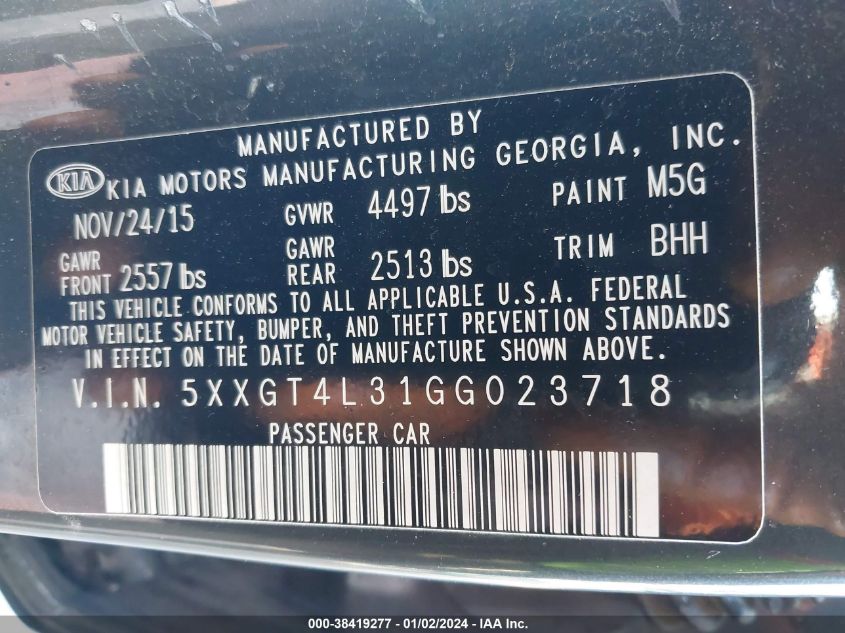 MANUFACTURED BY
KIA KIA MOTORS MANUFACTURING GEORGIA, INC.
NOV/24/15 GVWR 4497 lbs PAINT M5G
GAWR FRONT 2557 lbs GAWR REAR 2513 lbs TRIM BHH
THIS VEHICLE CONFORMS TO ALL APPLICABLE U.S.A. FEDERAL
MOTOR VEHICLE SAFETY, BUMPER, AND THEFT PREVENTION STANDARDS
IN EFFECT ON THE DATE OF MANUFACTURE SHOWN ABOVE.
V.I.N. 5XXGT4L31GG023718
PASSENGER CAR
000-38419277 - 01/02/2024 - IAA Inc.